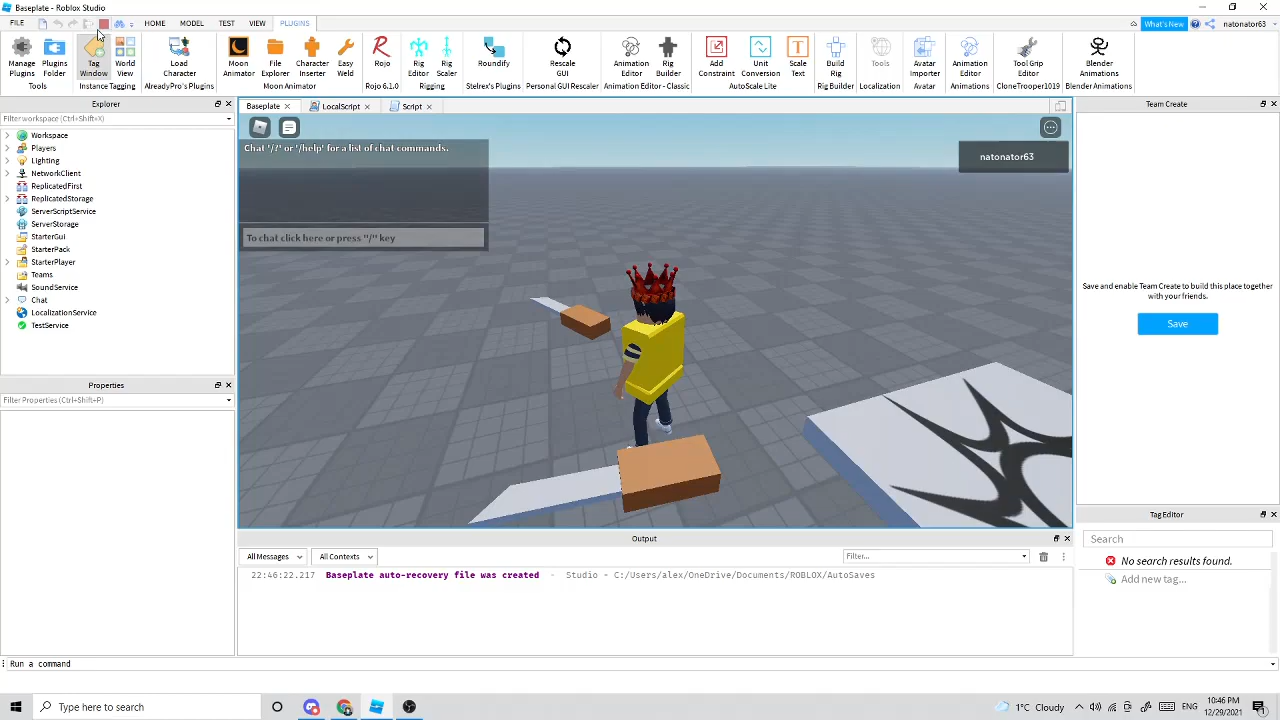 Baseplate - Roblox Studio
FILE
HOME
MODEL
TEST
VIEW
PLUGINS
What's New
natonator63
Manage Plugins
Plugins Folder
Tag Window
World View
Load Character
Moon Animator
File Explorer
Character Inserter
Easy Weld
Rojo
Rig Editor
Rig Scaler
Roundify
Rescale GUI
Animation Editor
Rig Builder
Add Constraint
Unit Conversion
Scale Text
Build Rig
Tools
Avatar Importer
Animation Editor
Tool Grip Editor
Blender Animations
Tools
Instance Tagging
AlreadyPro's Plugins
Moon Animator
Rojo 6.1.0
Rigging
Stelrex's Plugins
Personal GUI Rescaler
Animation Editor - Classic
AutoScale Lite
Rig Builder
Localization
Avatar
Animations
CloneTrooper1019
Blender Animations
Explorer
Filter workspace (Ctrl+Shift+X)
Workspace
Players
Lighting
NetworkClient
ReplicatedFirst
ReplicatedStorage
ServerScriptService
ServerStorage
StarterGui
StarterPack
StarterPlayer
Teams
SoundService
Chat
LocalizationService
TestService
Properties
Filter Properties (Ctrl+Shift+P)
Baseplate
LocalScript
Script
Chat '/?' or '/help' for a list of chat commands.
To chat click here or press "/" key
natonator63
Team Create
Save and enable Team Create to build this place together
with your friends.
Save
Tag Editor
Search
No search results found.
Add new tag...
Output
All Messages
All Contexts
Filter...
22:46:22.217 Baseplate auto-recovery file was created - Studio - C:/Users/alex/OneDrive/Documents/ROBLOX/AutoSaves
Run a command
Type here to search
1°C Cloudy
ENG
10:46 PM
12/29/2021